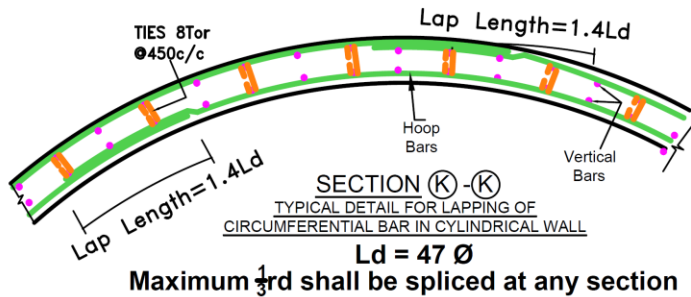 TIES 8Tor
@450c/c
Lap Length=1.4Ld
Lap Length=1.4Ld
Hoop
Bars
Vertical
Bars
SECTION K - K
TYPICAL DETAIL FOR LAPPING OF
CIRCUMFERENTIAL BAR IN CYLINDRICAL WALL
Ld = 47 Ø
Maximum 1/3rd shall be spliced at any section